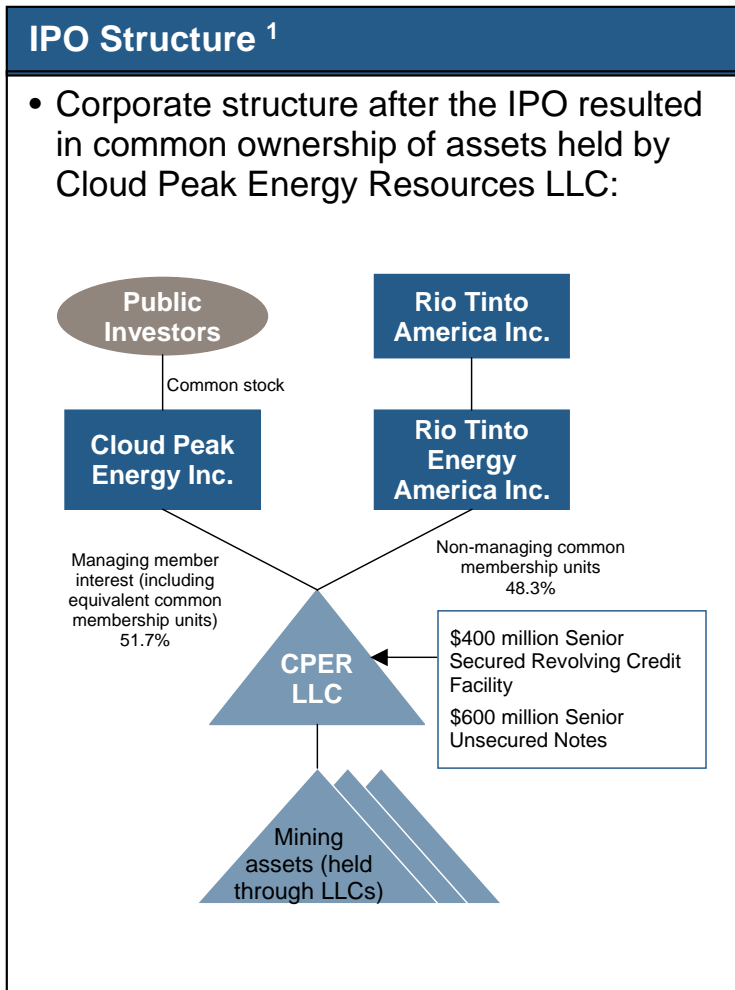 IPO Structure 1
• Corporate structure after the IPO resulted
in common ownership of assets held by
Cloud Peak Energy Resources LLC:
Public
Investors
Rio Tinto
America Inc.
Common stock
Cloud Peak
Energy Inc.
Rio Tinto
Energy
America Inc.
Managing member
interest (including
equivalent common
membership units)
51.7%
Non-managing common
membership units
48.3%
CPER
LLC
$400 million Senior
Secured Revolving Credit
Facility
$600 million Senior
Unsecured Notes
Mining
assets (held
through LLCs)